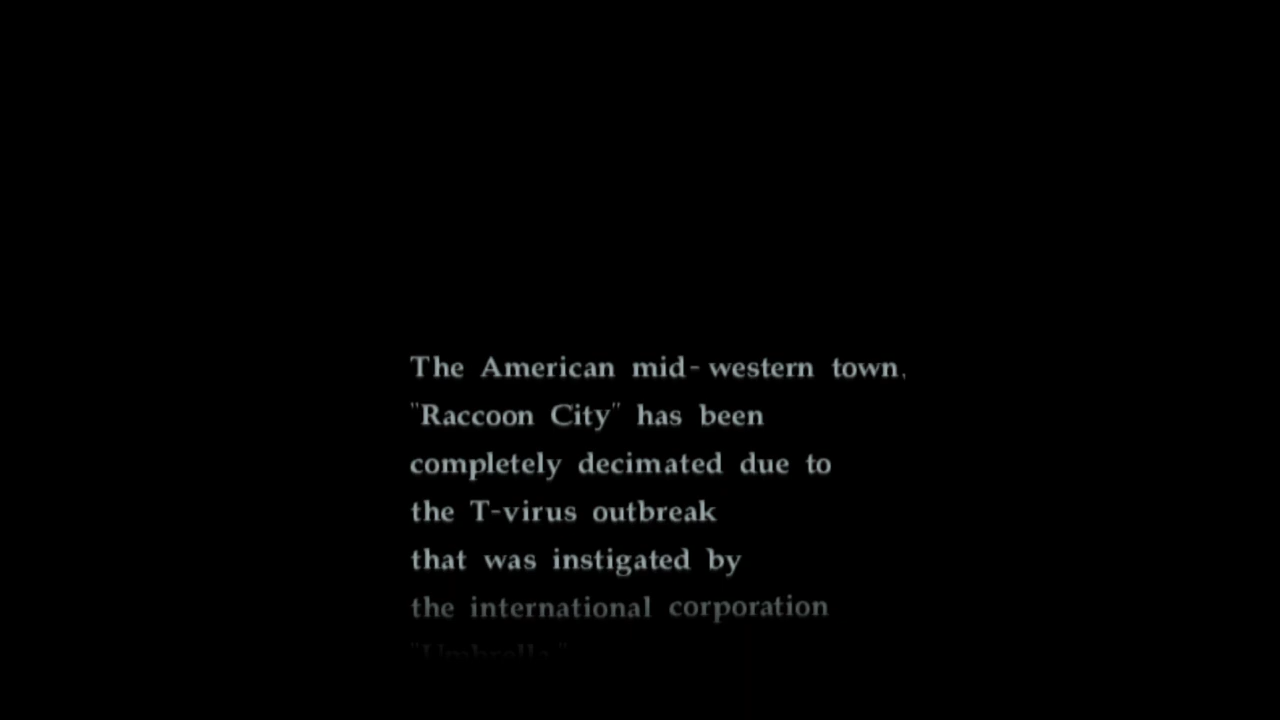 The American mid-western town,
"Raccoon City" has been
completely decimated due to
the T-virus outbreak
that was instigated by
the international corporation
"Umbrella."